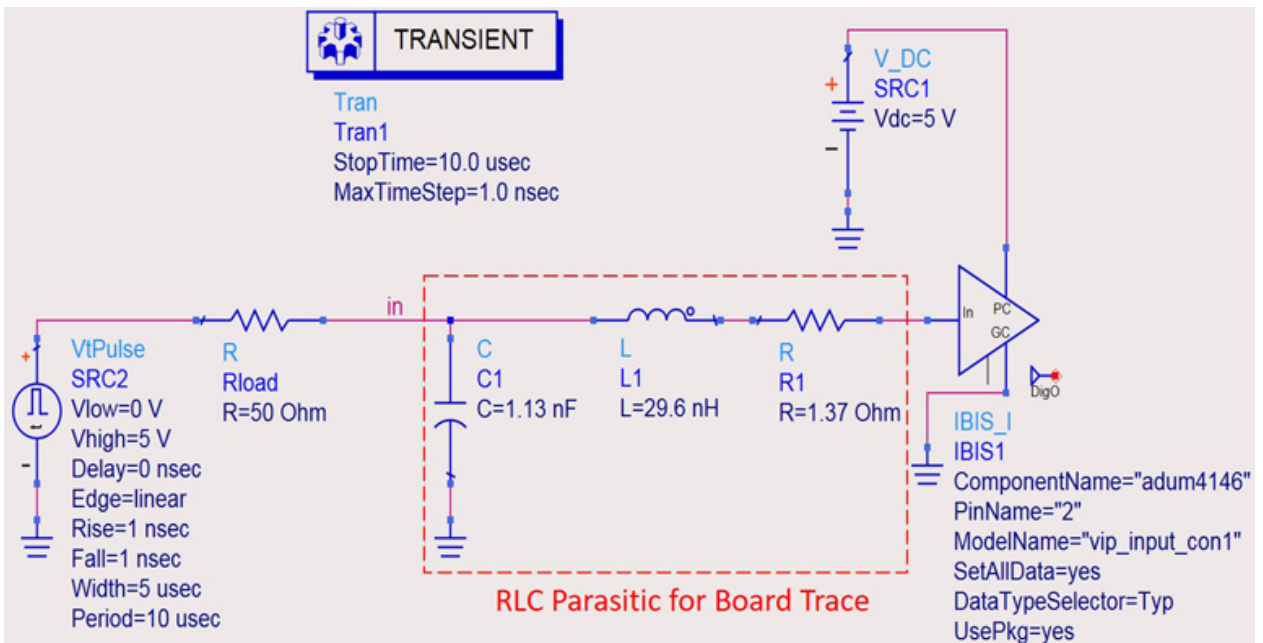 TRANSIENT
Tran
Tran1
StopTime=10.0 usec
MaxTimeStep=1.0 nsec
V_DC
SRC1
Vdc=5 V
+
−
in
VtPulse
SRC2
Vlow=0 V
Vhigh=5 V
Delay=0 nsec
Edge=linear
Rise=1 nsec
Fall=1 nsec
Width=5 usec
Period=10 usec
+
-
R
Rload
R=50 Ohm
C
C1
C=1.13 nF
L
L1
L=29.6 nH
R
R1
R=1.37 Ohm
RLC Parasitic for Board Trace
In
PC
GC
DigO
IBIS_I
IBIS1
ComponentName="adum4146"
PinName="2"
ModelName="vip_input_con1"
SetAllData=yes
DataTypeSelector=Typ
UsePkg=yes